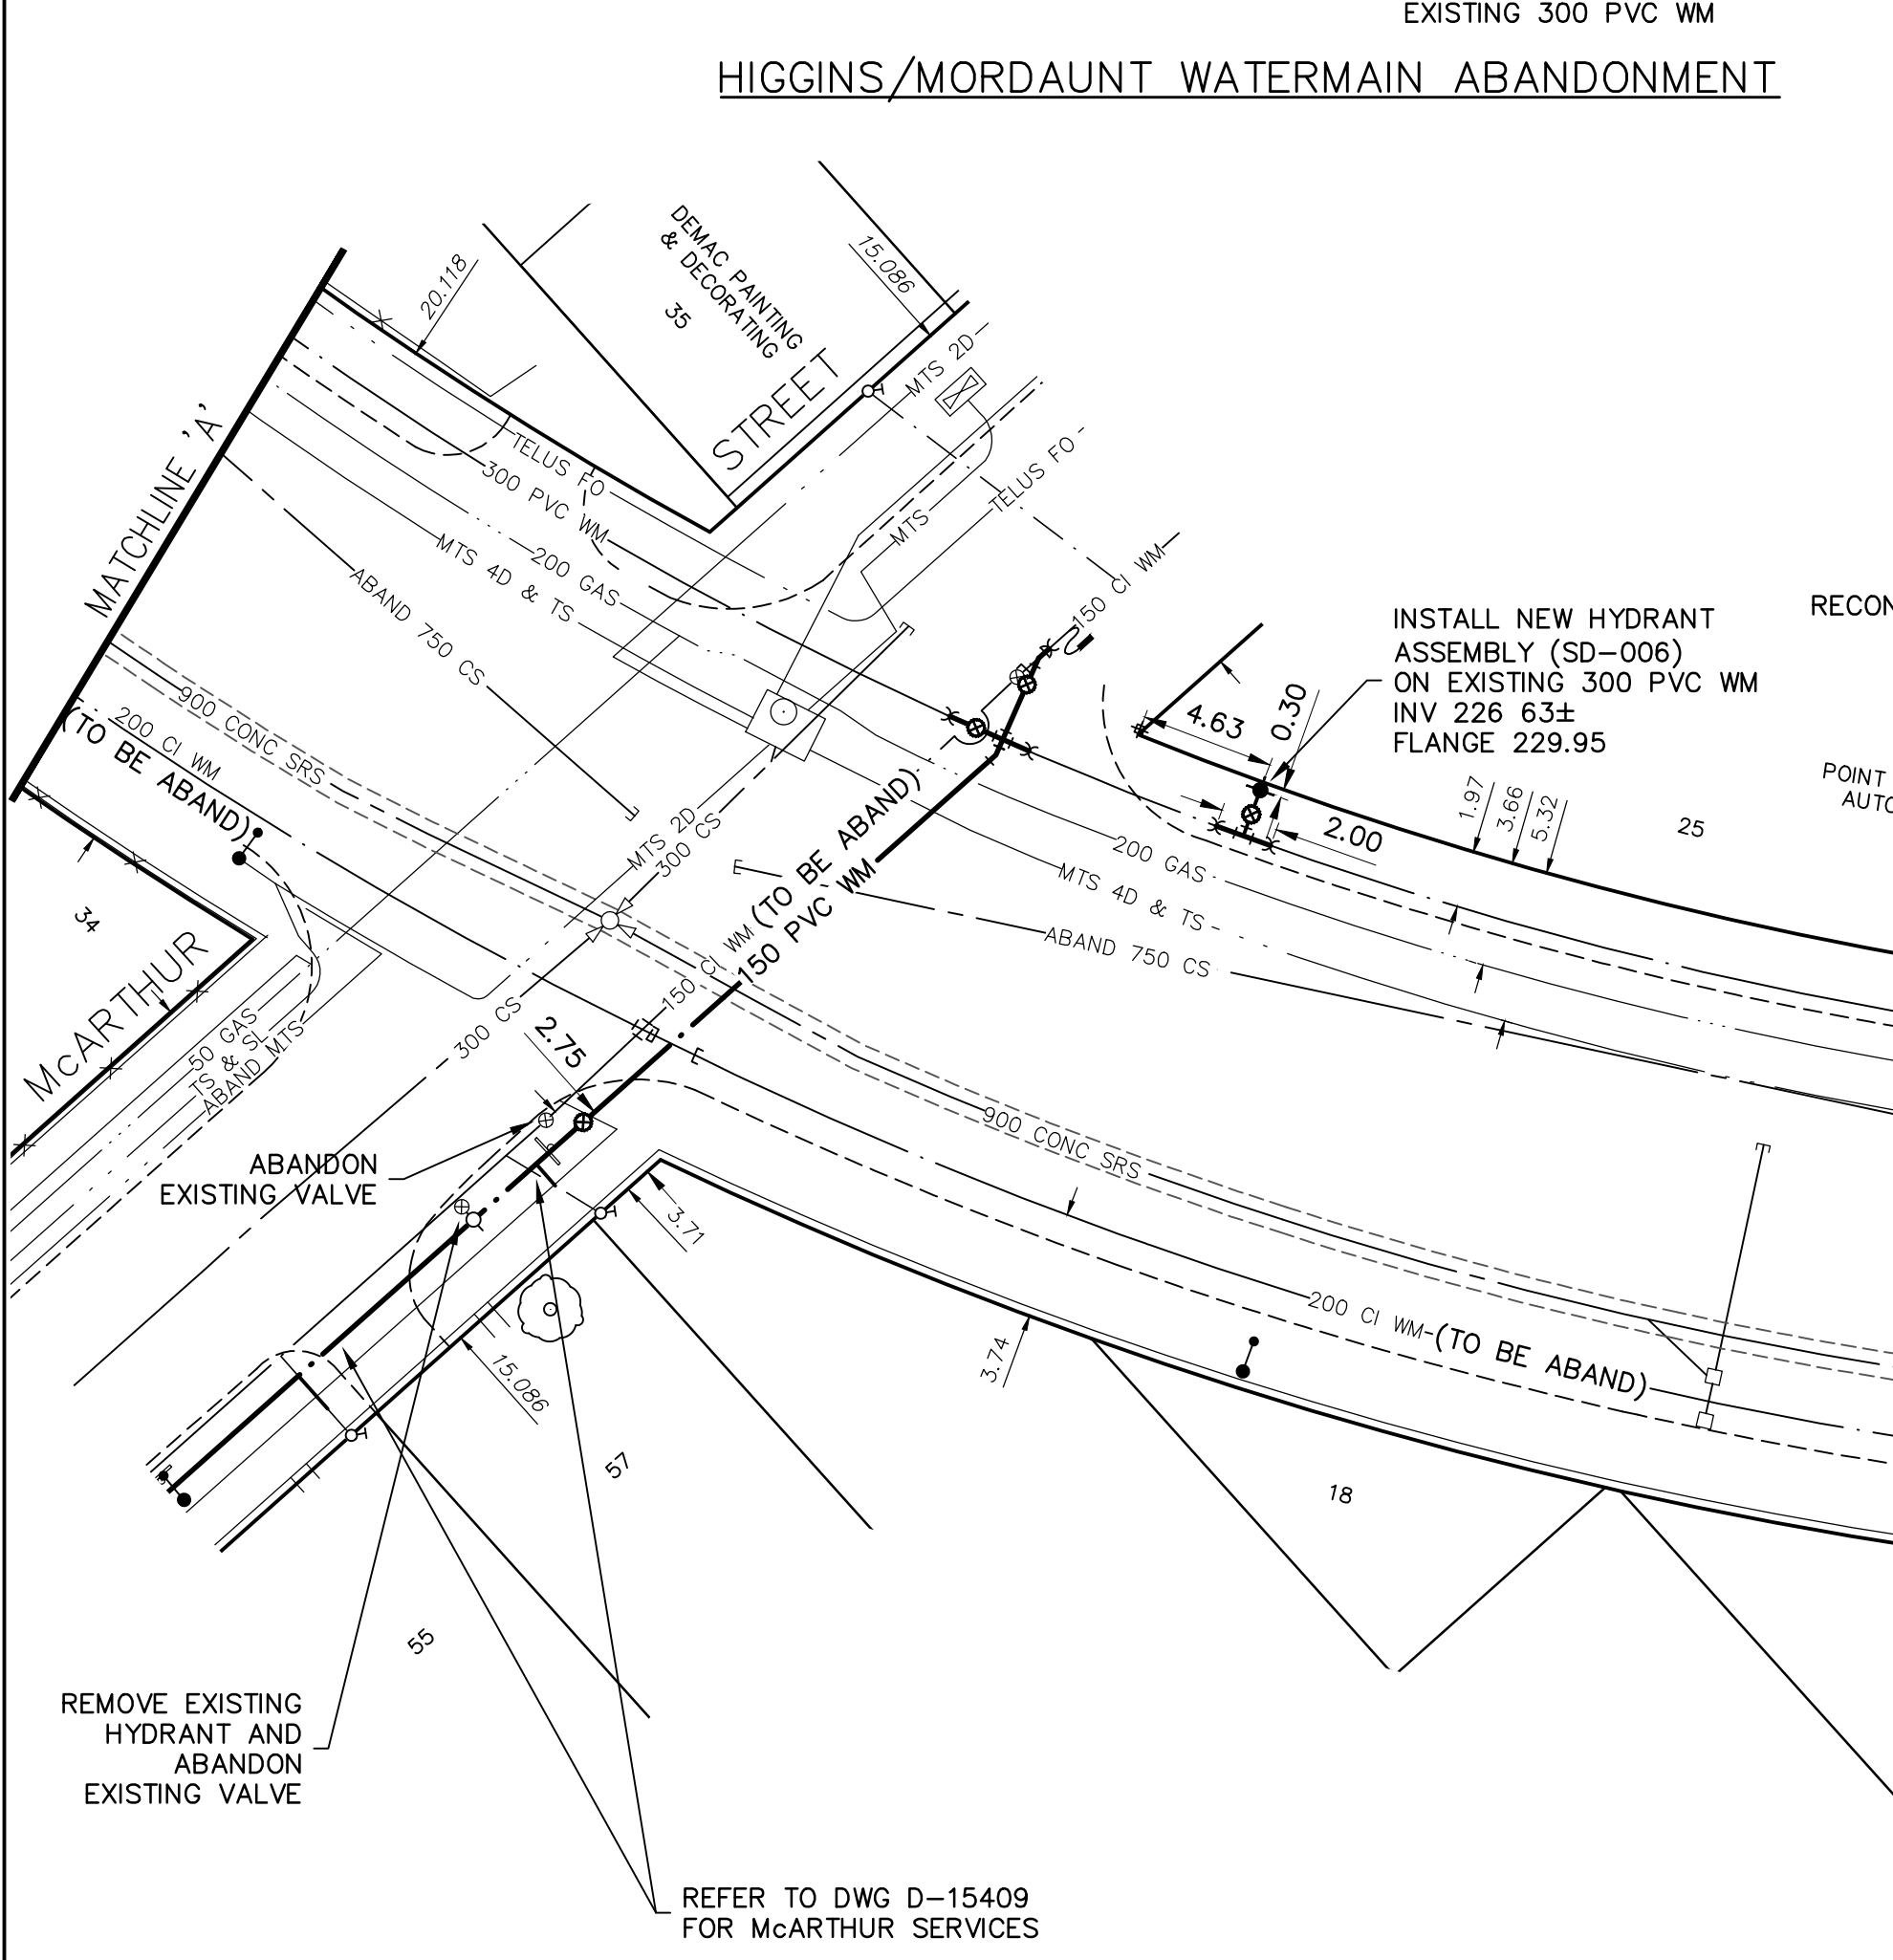 EXISTING 300 PVC WM
HIGGINS/MORDAUNT WATERMAIN ABANDONMENT
DEMAC PAINTING
& DECORATING
35
15.086
20.118
STREET
MTS 2D
MATCHLINE 'A'
TELUS FO
300 PVC WM
200 GAS
MTS 4D & TS
ABAND 750 CS
MTS
TELUS FO
150 CI WM
INSTALL NEW HYDRANT
ASSEMBLY (SD-006)
ON EXISTING 300 PVC WM
INV 226 63±
FLANGE 229.95
RECON
4.63
0.30
2.00
1.97
3.66
5.32
25
POINT
AUTO
900 CONC SRS
200 CI WM
(TO BE ABAND)
34
McARTHUR
MTS 2D
300 CS
150 CI WM (TO BE ABAND)
150 PVC WM
200 GAS
MTS 4D & TS
ABAND 750 CS
300 CS
2.75
50 GAS
TS & SL
ABAND MTS
ABANDON
EXISTING VALVE
900 CONC SRS
3.71
200 CI WM (TO BE ABAND)
3.74
15.086
57
18
55
REMOVE EXISTING
HYDRANT AND
ABANDON
EXISTING VALVE
REFER TO DWG D-15409
FOR McARTHUR SERVICES